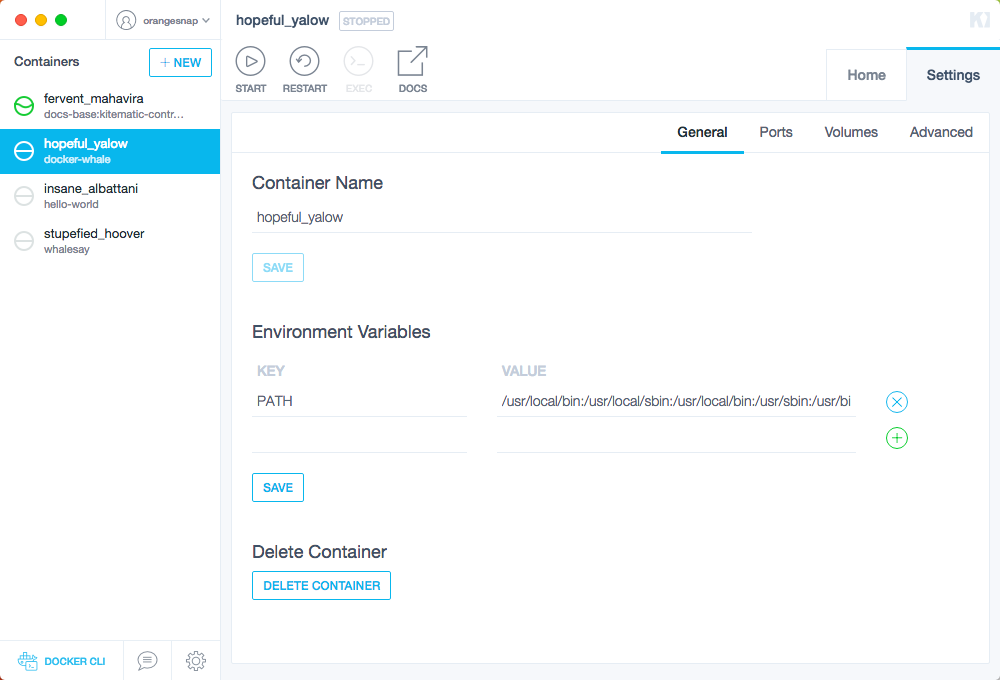 orangesnap
Containers
+ NEW
fervent_mahavira
docs-base:kitematic-contr...
hopeful_yalow
docker-whale
insane_albattani
hello-world
stupefied_hoover
whalesay
DOCKER CLI
hopeful_yalow STOPPED
START RESTART EXEC DOCS
Home Settings
General Ports Volumes Advanced
Container Name
hopeful_yalow
SAVE
Environment Variables
KEY VALUE
PATH /usr/local/bin:/usr/local/sbin:/usr/local/bin:/usr/sbin:/usr/bi
SAVE
Delete Container
DELETE CONTAINER